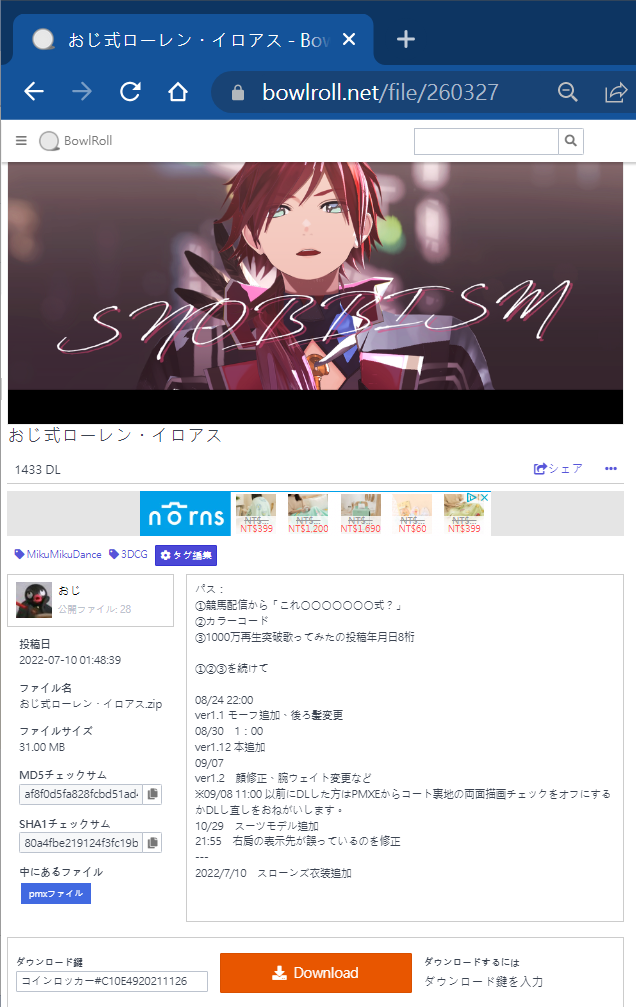 おじ式ローレン・イロアス - Bow
bowlroll.net/file/260327
BowlRoll
SNOBBISM
おじ式ローレン・イロアス
1433 DL
シェア
norns
NT$... NT$... NT$... NT$... NT$...
NT$399 NT$1,200 NT$1,690 NT$60 NT$399
MikuMikuDance 3DCG タグ編集
おじ
公開ファイル: 28
投稿日
2022-07-10 01:48:39
ファイル名
おじ式ローレン・イロアス.zip
ファイルサイズ
31.00 MB
MD5チェックサム
af8f0d5fa828fcbd51ad4
SHA1チェックサム
80a4fbe219124f3fc19b
中にあるファイル
pmxファイル
パス：
①競馬配信から「これ〇〇〇〇〇〇〇式？」
②カラーコード
③1000万再生突破歌ってみたの投稿年月日8桁
①②③を続けて
08/24 22:00
ver1.1 モーフ追加、後ろ髪変更
08/30　1：00
ver1.12 本追加
09/07
ver1.2　顔修正、腕ウェイト変更など
※09/08 11:00 以前にDLした方はPMXEからコート裏地の両面描画チェックをオフにする
かDLし直しをおねがいします。
10/29　スーツモデル追加
21:55　右肩の表示先が誤っているのを修正
---
2022/7/10　スローンズ衣装追加
ダウンロード鍵
コインロッカー#C10E4920211126
Download
ダウンロードするには
ダウンロード鍵を入力